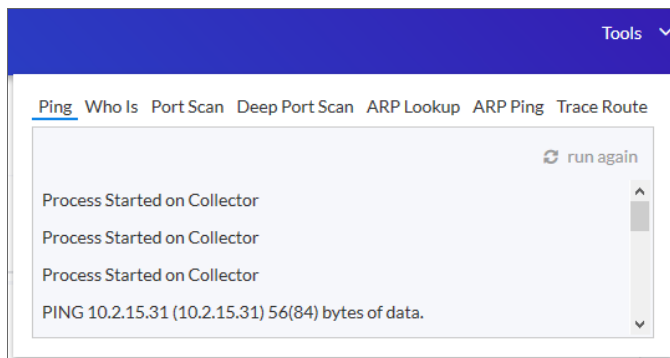 Tools
Ping Who Is Port Scan Deep Port Scan ARP Lookup ARP Ping Trace Route
run again
Process Started on Collector
Process Started on Collector
Process Started on Collector
PING 10.2.15.31 (10.2.15.31) 56(84) bytes of data.